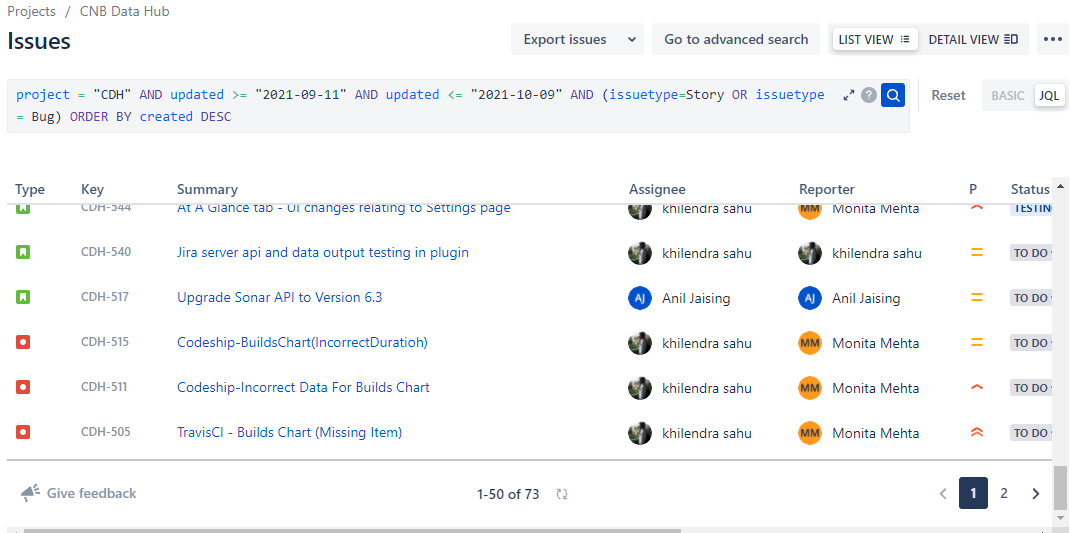 Projects / CNB Data Hub
Issues
Export issues
Go to advanced search
LIST VIEW
DETAIL VIEW
project = "CDH" AND updated >= "2021-09-11" AND updated <= "2021-10-09" AND (issuetype=Story OR issuetype
= Bug) ORDER BY created DESC
Reset
BASIC
JQL
Type Key Summary Assignee Reporter P Status
CDH-544 At A Glance tab - UI changes relating to Settings page khilendra sahu MM Monita Mehta TESTING
CDH-540 Jira server api and data output testing in plugin khilendra sahu khilendra sahu TO DO
CDH-517 Upgrade Sonar API to Version 6.3 AJ Anil Jaising AJ Anil Jaising TO DO
CDH-515 Codeship-BuildsChart(IncorrectDuratioh) khilendra sahu MM Monita Mehta TO DO
CDH-511 Codeship-Incorrect Data For Builds Chart khilendra sahu MM Monita Mehta TO DO
CDH-505 TravisCI - Builds Chart (Missing Item) khilendra sahu MM Monita Mehta TO DO
Give feedback
1-50 of 73
1 2